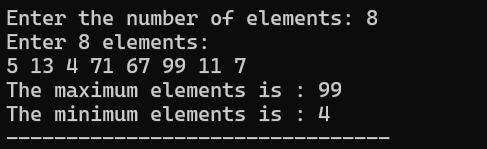 Enter the number of elements: 8
Enter 8 elements:
5 13 4 71 67 99 11 7
The maximum elements is : 99
The minimum elements is : 4
--------------------------------